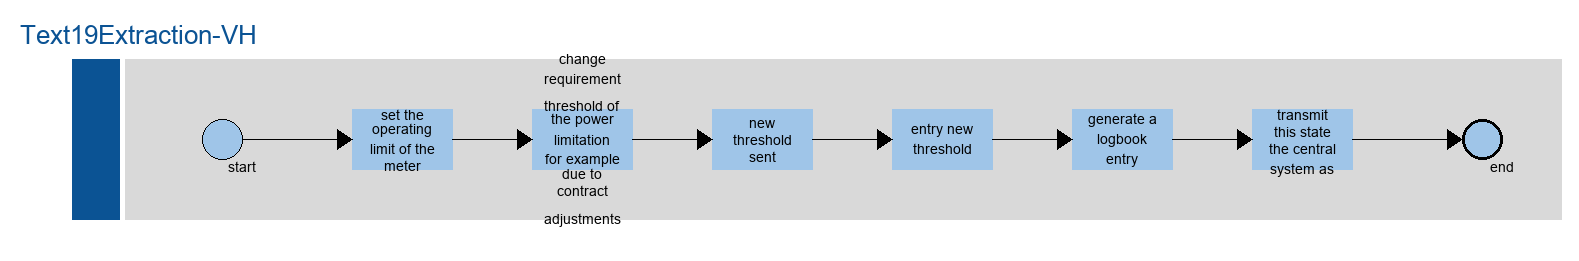 Text19Extraction-VH
start
set the
operating
limit of the
meter
change
requirement
threshold of
the power
limitation
for example
due to
contract
adjustments
new
threshold
sent
entry new
threshold
generate a
logbook
entry
transmit
this state
the central
system as
end